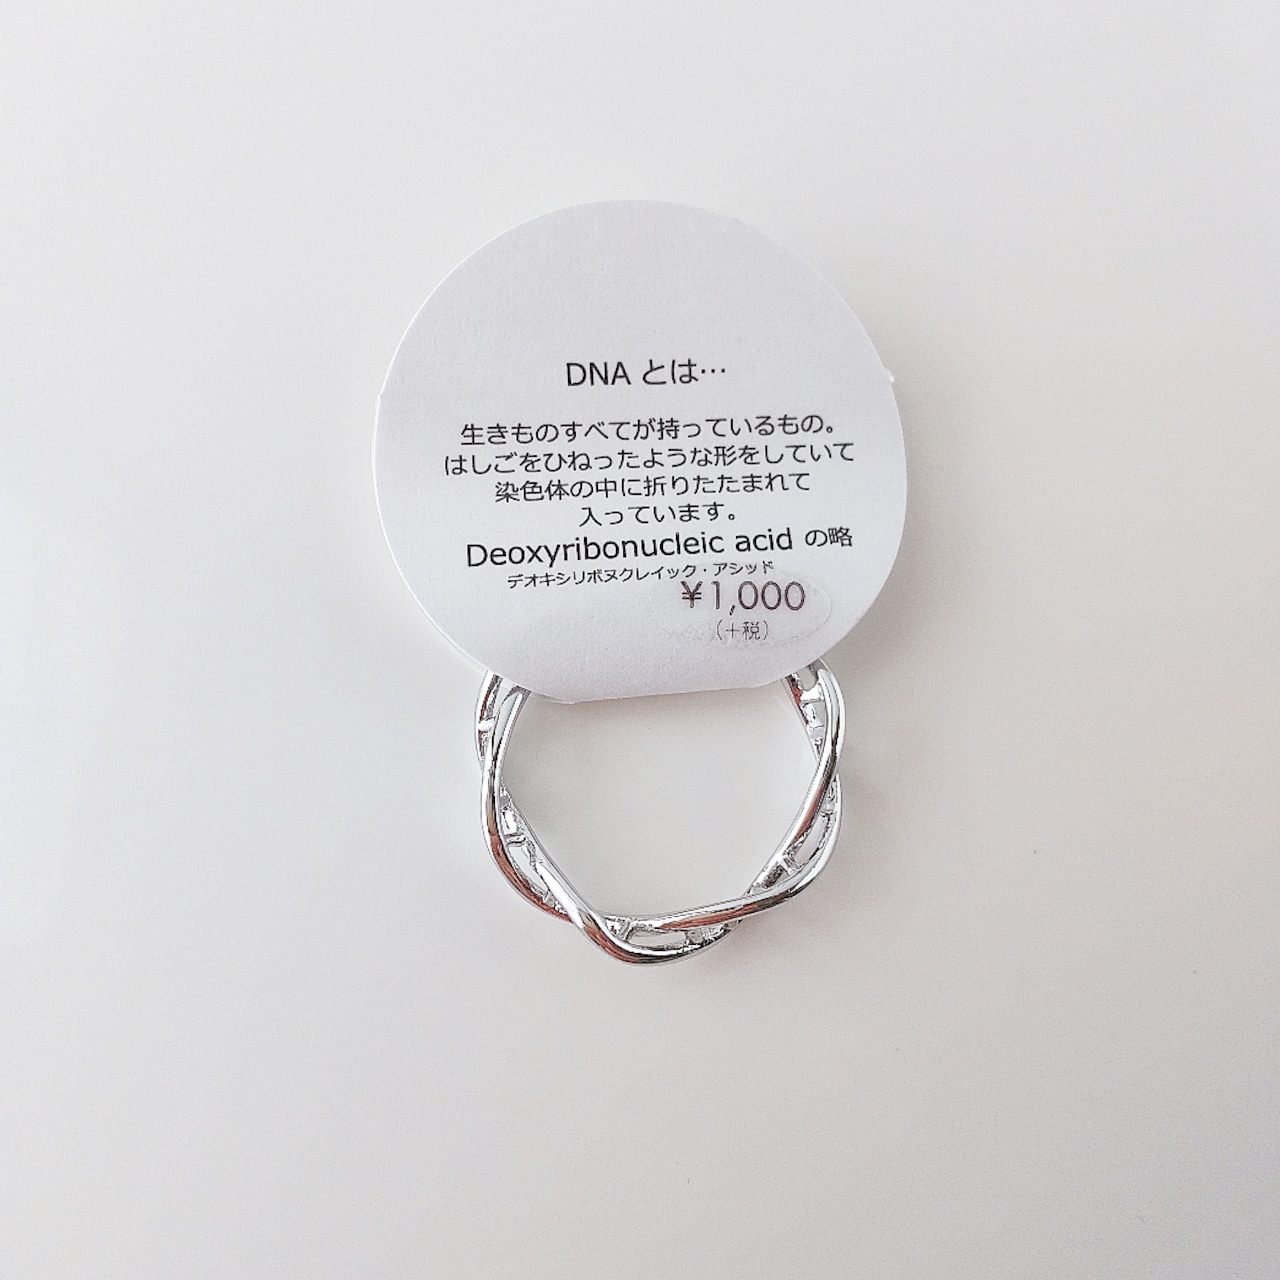 DNA とは…
生きものすべてが持っているもの。
はしごをひねったような形をしていて
染色体の中に折りたたまれて
入っています。
Deoxyribonucleic acid の略
デオキシリボヌクレイック・アシッド
¥1,000
(+税)